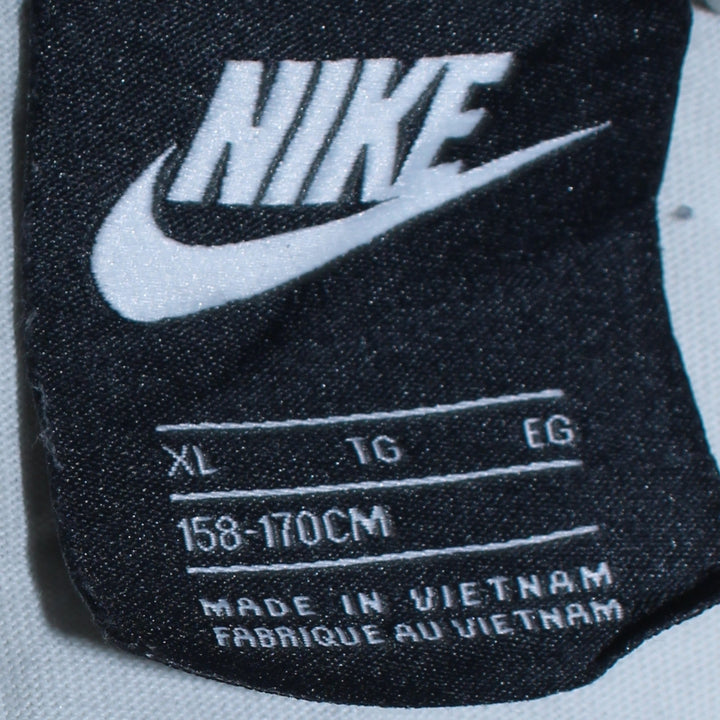 NIKE
XL TG EG
158-170CM
MADE IN VIETNAM
FABRIQUE AU VIETNAM